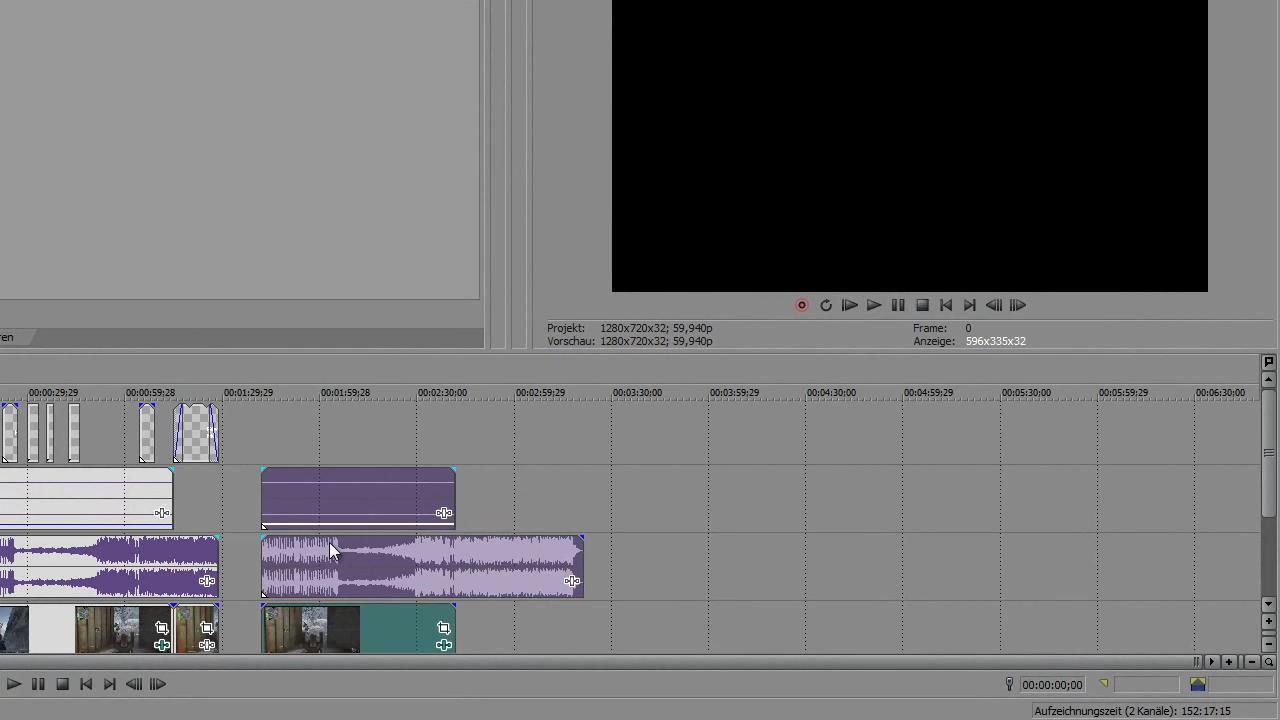 ren
Projekt: 1280x720x32; 59,940p
Frame: 0
Vorschau: 1280x720x32; 59,940p
Anzeige: 596x335x32
00:00:29;29 00:00:59;28 00:01:29;29 00:01:59;28 00:02:30;00 00:02:59;29 00:03:30;00 00:03:59;29 00:04:30;00 00:04:59;29 00:05:30;00 00:05:59;29 00:06:30;00
00:00:00;00
Aufzeichnungszeit (2 Kanäle): 152:17:15